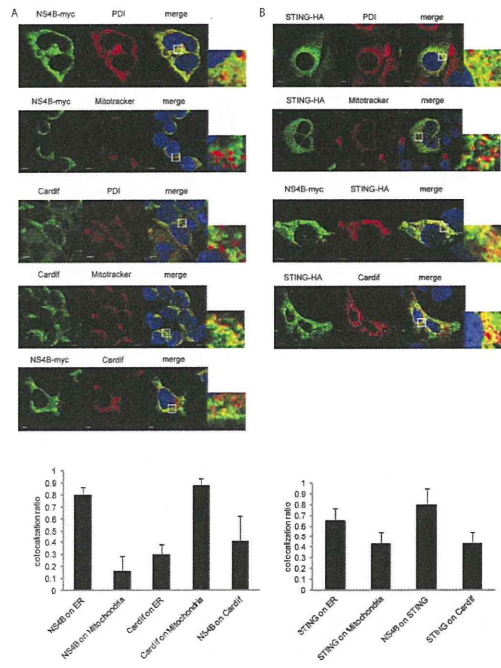 A
NS4B-myc PDI merge
NS4B-myc Mitotracker merge
Cardif PDI merge
Cardif Mitotracker merge
NS4B-myc Cardif merge
B
STING-HA PDI merge
STING-HA Mitotracker merge
NS4B-myc STING-HA merge
STING-HA Cardif merge
colocalization ratio
1
0.9
0.8
0.7
0.6
0.5
0.4
0.3
0.2
0.1
0
NS4B on ER
NS4B on Mitochondria
Cardif on ER
Cardif on Mitochondria
NS4B on Cardif
colocalization ratio
1
0.9
0.8
0.7
0.6
0.5
0.4
0.3
0.2
0.1
0
STING on ER
STING on Mitochondria
NS4B on STING
STING on Cardif